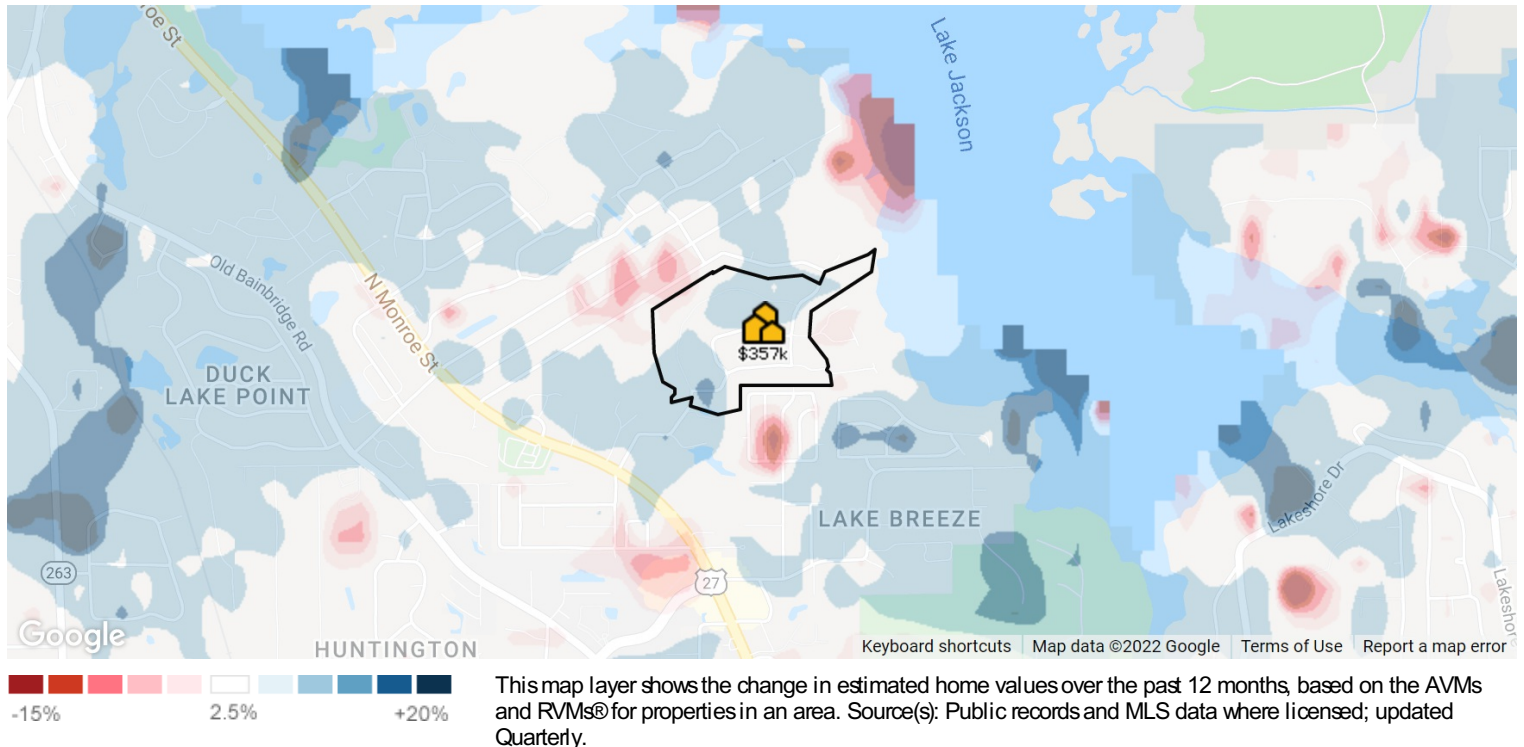 roe St
Lake Jackson
Old Bainbridge Rd
N Monroe St
$357k
DUCK
LAKE POINT
LAKE BREEZE
Lakeshore Dr
263
27
Lakeshore
Google
HUNTINGTON
Keyboard shortcuts Map data ©2022 Google Terms of Use Report a map error
-15% 2.5% +20%
This map layer shows the change in estimated home values over the past 12 months, based on the AVMs
and RVMs® for properties in an area. Source(s): Public records and MLS data where licensed; updated
Quarterly.